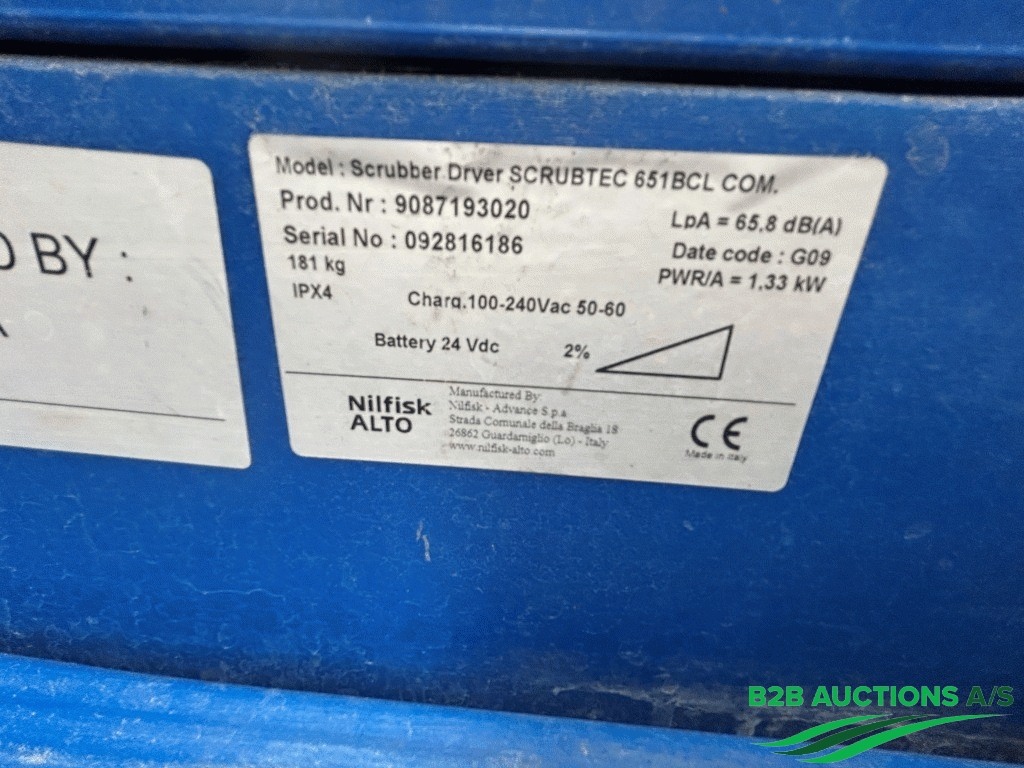 D BY :
Model : Scrubber Dryer SCRUBTEC 651BCL COM.
Prod. Nr : 9087193020
LpA = 65,8 dB(A)
Serial No : 092816186
Date code : G09
181 kg
PWR/A = 1,33 kW
IPX4
Charg.100-240Vac 50-60
Battery 24 Vdc
2%
Nilfisk
ALTO
Manufactured By:
Nilfisk - Advance S.p.a
Strada Comunale della Braglia 18
26862 Guardamiglio (Lo) - Italy
www.nilfisk-alto.com
CE
Made in Italy
B2B AUCTIONS A/S